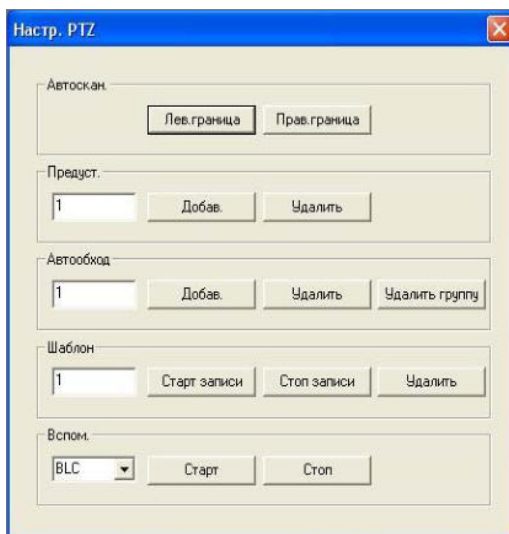 Настр. PTZ
Автоскан.
Лев.граница Прав.граница
Предуст.
1 Добав. Удалить
Автообход
1 Добав. Удалить Удалить группу
Шаблон
1 Старт записи Стоп записи Удалить
Вспом.
BLC Старт Стоп